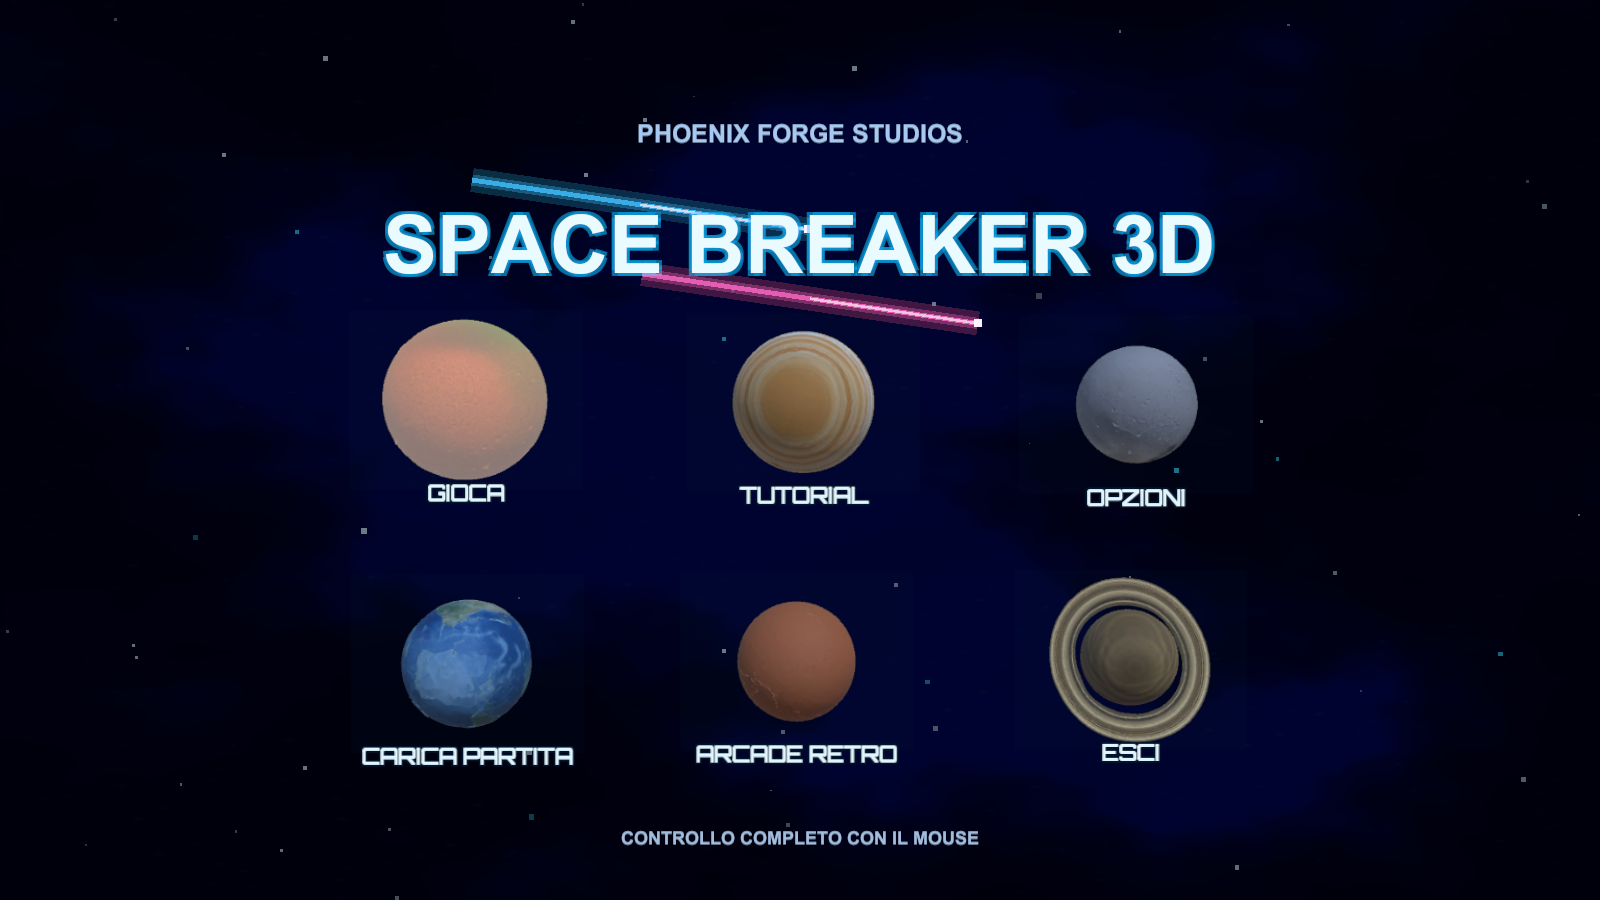 PHOENIX FORGE STUDIOS
SPACE BREAKER 3D
GIOCA
TUTORIAL
OPZIONI
CARICA PARTITA
ARCADE RETRO
ESCI
CONTROLLO COMPLETO CON IL MOUSE